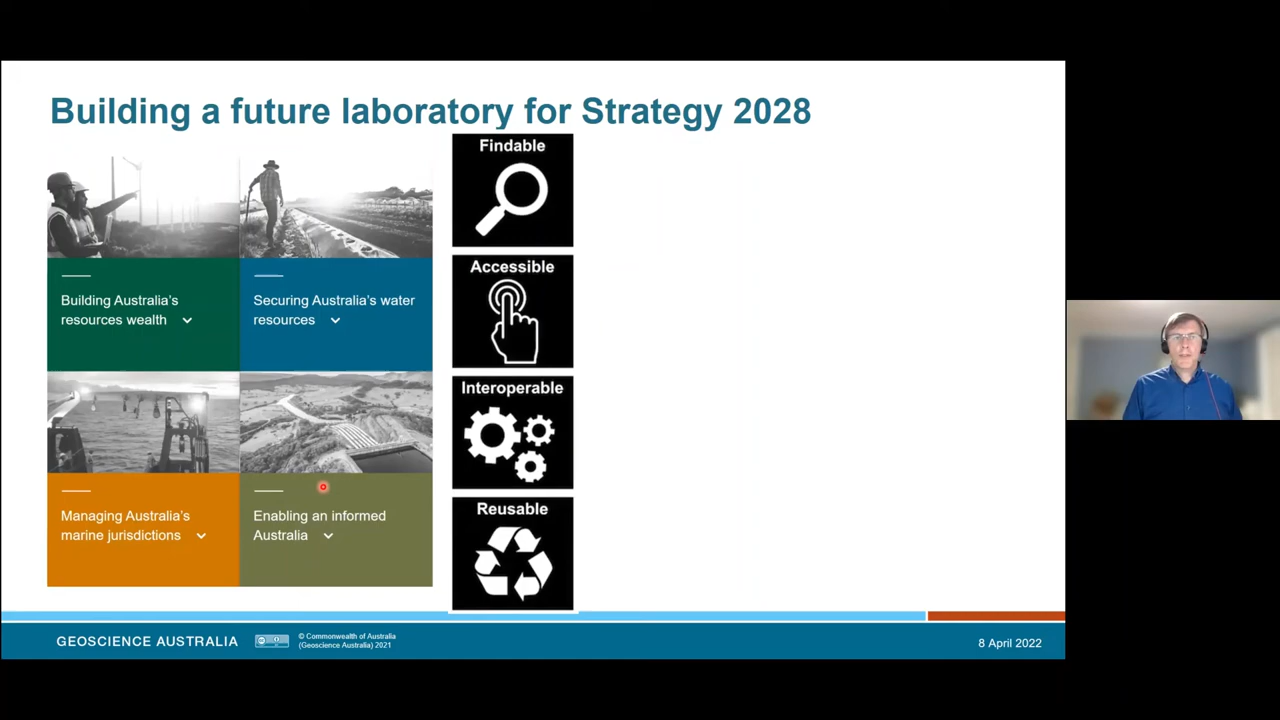 Building a future laboratory for Strategy 2028
Building Australia's
resources wealth
Securing Australia's water
resources
Managing Australia's
marine jurisdictions
Enabling an informed
Australia
Findable
Accessible
Interoperable
Reusable
GEOSCIENCE AUSTRALIA
© Commonwealth of Australia
(Geoscience Australia) 2021
8 April 2022